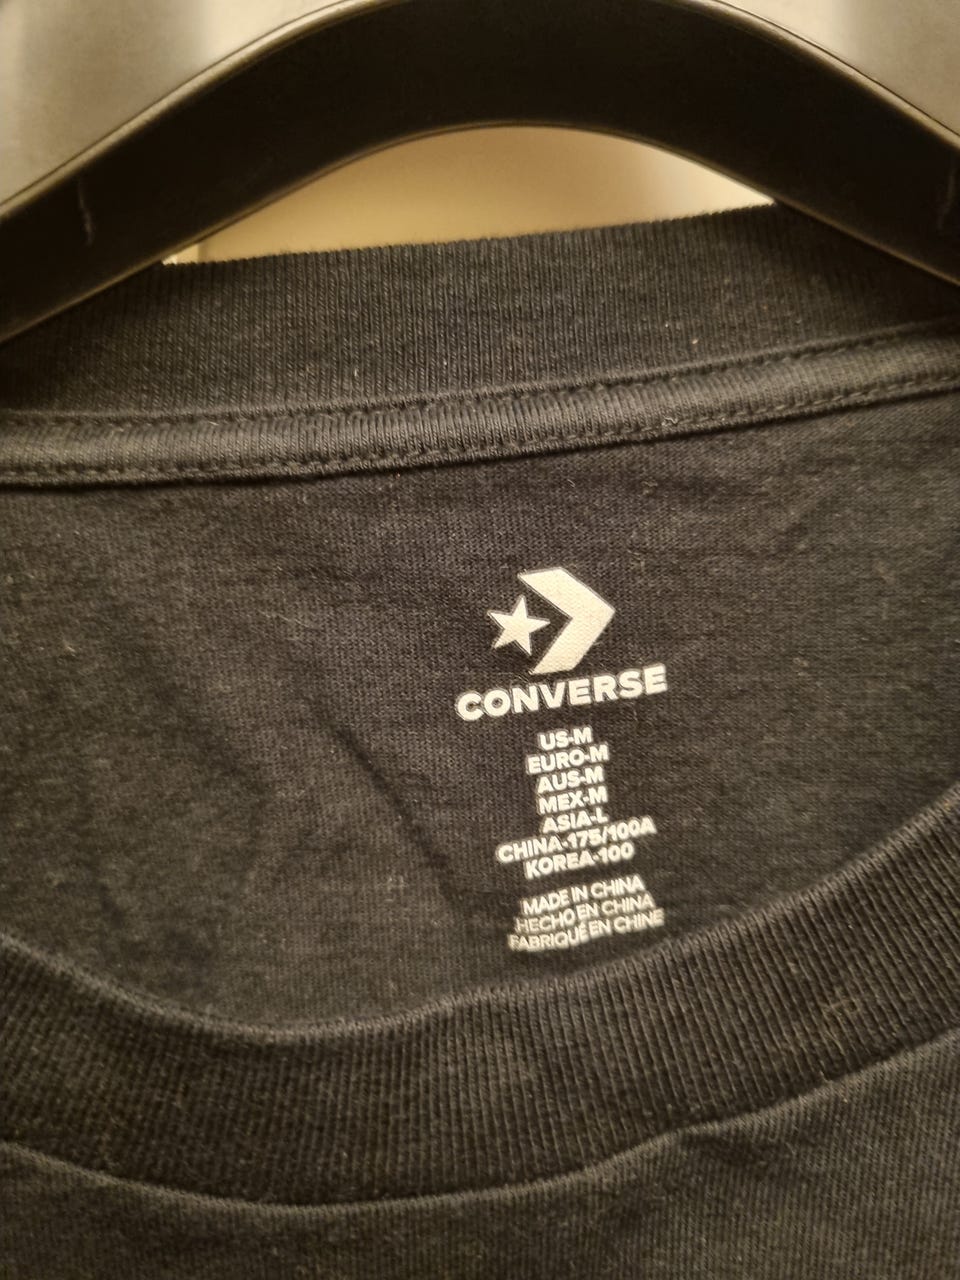 CONVERSE
US-M
EURO-M
AUS-M
MEX-M
ASIA-L
CHINA-175/100A
KOREA-100
MADE IN CHINA
HECHO EN CHINA
FABRIQUÉ EN CHINE